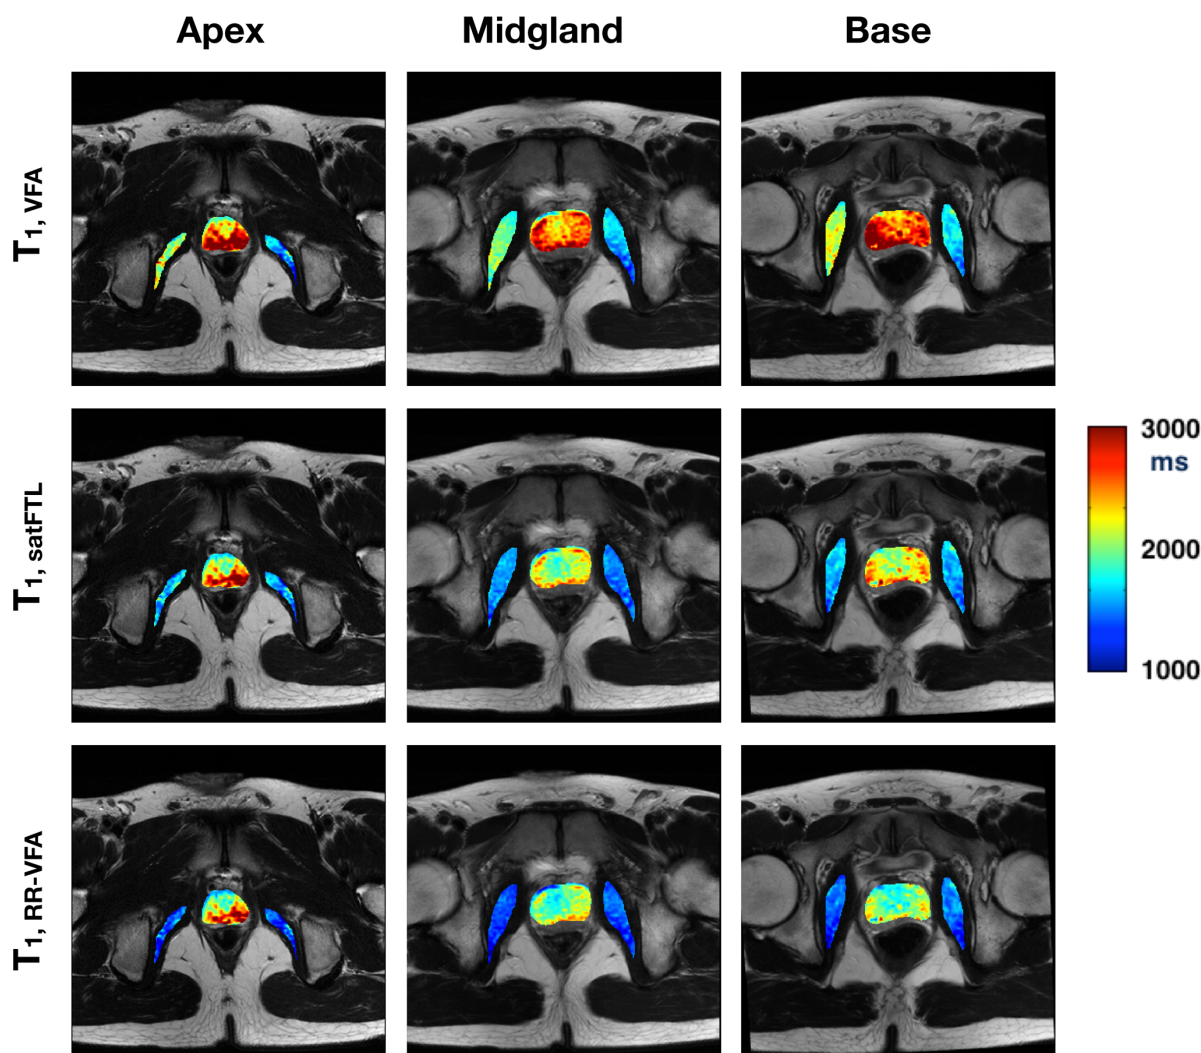 Apex Midgland Base
T1, VFA
T1, satFTL
T1, RR-VFA
3000
ms
2000
1000